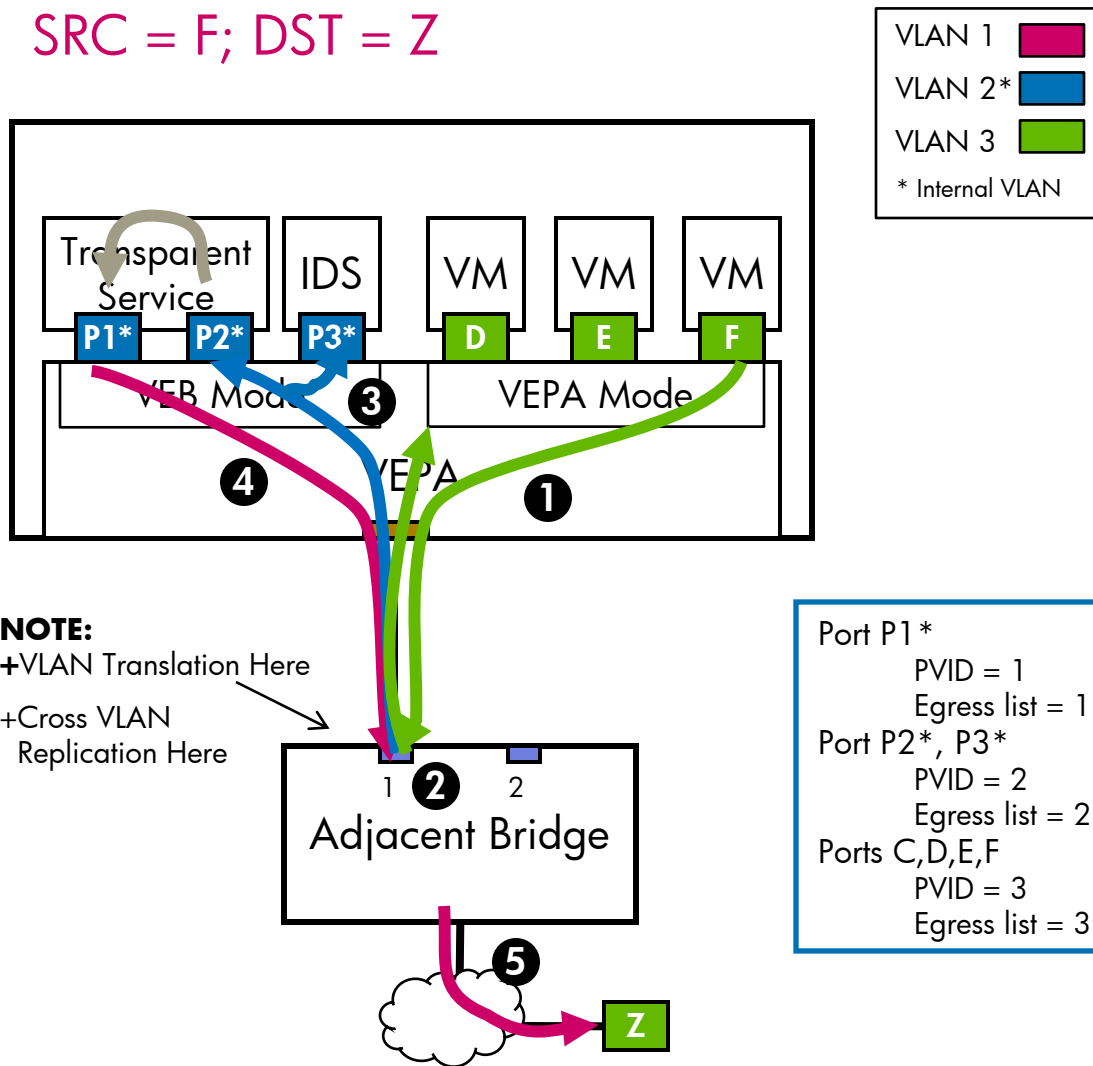 SRC = F; DST = Z
VLAN 1
VLAN 2*
VLAN 3
* Internal VLAN
Transparent
Service
IDS
VM
VM
VM
P1*
P2*
P3*
D
E
F
VEB Mode
3
VEPA Mode
4
VEPA
1
NOTE:
+VLAN Translation Here
+Cross VLAN
Replication Here
1
2
2
Adjacent Bridge
5
Z
Port P1*
PVID = 1
Egress list = 1
Port P2*, P3*
PVID = 2
Egress list = 2
Ports C,D,E,F
PVID = 3
Egress list = 3